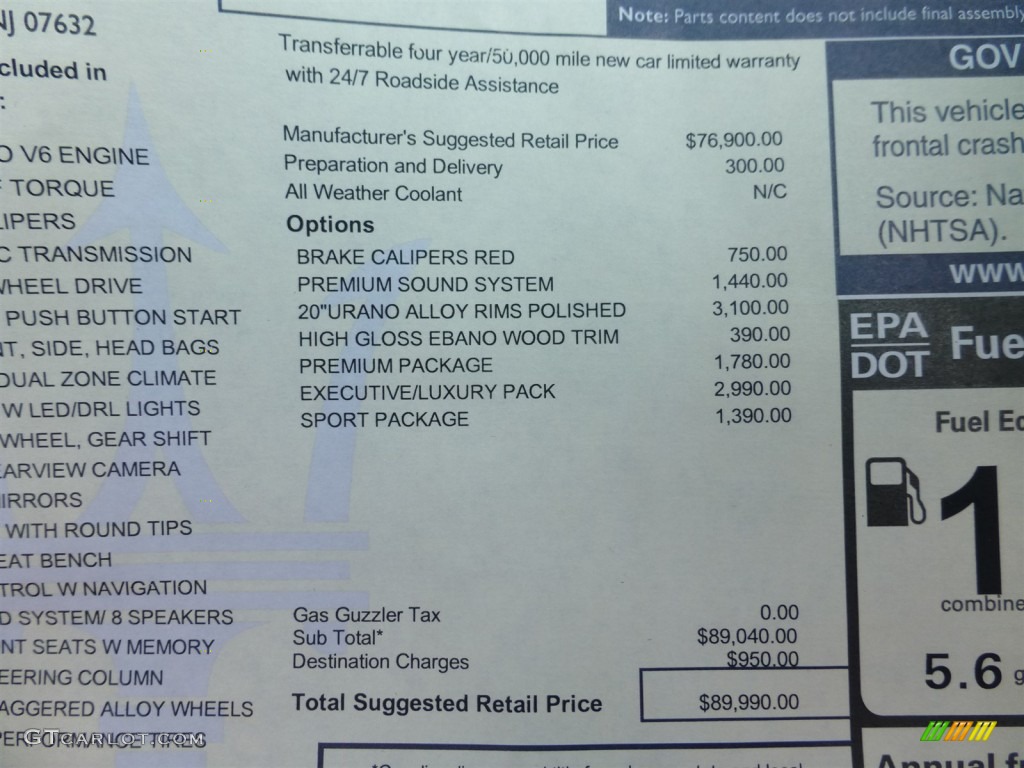 NJ 07632
cluded in
:
O V6 ENGINE
F TORQUE
LIPERS
C TRANSMISSION
WHEEL DRIVE
PUSH BUTTON START
NT, SIDE, HEAD BAGS
DUAL ZONE CLIMATE
W LED/DRL LIGHTS
WHEEL, GEAR SHIFT
EARVIEW CAMERA
MIRRORS
WITH ROUND TIPS
EAT BENCH
TROL W NAVIGATION
D SYSTEM/ 8 SPEAKERS
NT SEATS W MEMORY
EERING COLUMN
AGGERED ALLOY WHEELS
PERFORMANCE TIRES
GTcarlot.com
Transferrable four year/50,000 mile new car limited warranty
with 24/7 Roadside Assistance
Manufacturer's Suggested Retail Price $76,900.00
Preparation and Delivery 300.00
All Weather Coolant N/C
Options
BRAKE CALIPERS RED 750.00
PREMIUM SOUND SYSTEM 1,440.00
20"URANO ALLOY RIMS POLISHED 3,100.00
HIGH GLOSS EBANO WOOD TRIM 390.00
PREMIUM PACKAGE 1,780.00
EXECUTIVE/LUXURY PACK 2,990.00
SPORT PACKAGE 1,390.00
Gas Guzzler Tax 0.00
Sub Total* $89,040.00
Destination Charges $950.00
Total Suggested Retail Price $89,990.00
Note: Parts content does not include final assembly
GOV
This vehicle
frontal crash
Source: Na
(NHTSA).
www
EPA
DOT
Fue
Fuel Ec
1
combine
5.6 g
Annual f